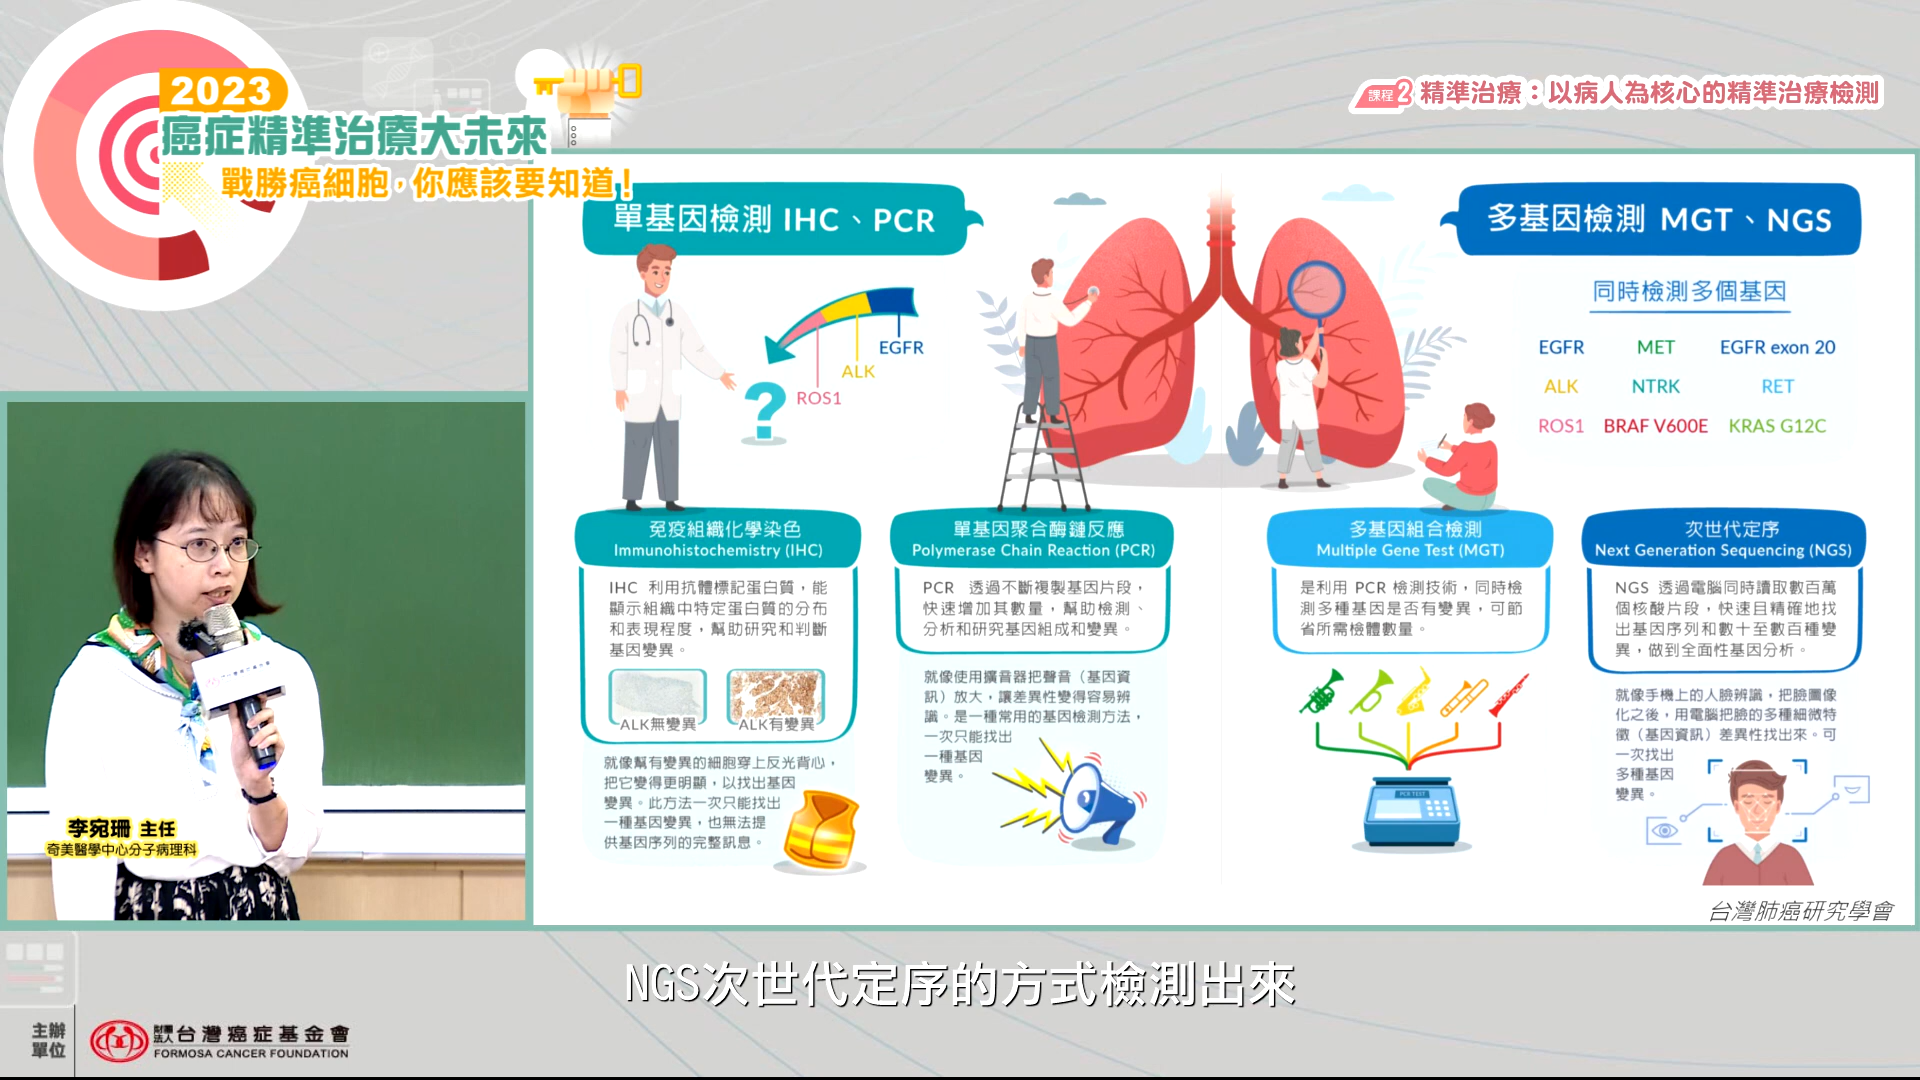 2023
癌症精準治療大未來
戰勝癌細胞，你應該要知道！
課程2 精準治療：以病人為核心的精準治療檢測
單基因檢測 IHC、PCR
EGFR
ALK
ROS1
?
多基因檢測 MGT、NGS
同時檢測多個基因
EGFR MET EGFR exon 20
ALK NTRK RET
ROS1 BRAF V600E KRAS G12C
免疫組織化學染色
Immunohistochemistry (IHC)
IHC 利用抗體標記蛋白質，能
顯示組織中特定蛋白質的分布
和表現程度，幫助研究和判斷
基因變異。
ALK無變異 ALK有變異
就像幫有變異的細胞穿上反光背心，
把它變得更明顯，以找出基因
變異。此方法一次只能找出
一種基因變異，也無法提
供基因序列的完整訊息。
單基因聚合酶鏈反應
Polymerase Chain Reaction (PCR)
PCR 透過不斷複製基因片段，
快速增加其數量，幫助檢測、
分析和研究基因組成和變異。
就像使用擴音器把聲音（基因資
訊）放大，讓差異性變得容易辨
識。是一種常用的基因檢測方法，
一次只能找出
一種基因
變異。
多基因組合檢測
Multiple Gene Test (MGT)
是利用 PCR 檢測技術，同時檢
測多種基因是否有變異，可節
省所需檢體數量。
PCR TEST
次世代定序
Next Generation Sequencing (NGS)
NGS 透過電腦同時讀取數百萬
個核酸片段，快速且精確地找
出基因序列和數十至數百種變
異，做到全面性基因分析。
就像手機上的人臉辨識，把臉圖像
化之後，用電腦把臉的多種細微特
徵（基因資訊）差異性找出來。可
一次找出
多種基因
變異。
台灣肺癌研究學會
李宛珊 主任
奇美醫學中心分子病理科
NGS次世代定序的方式檢測出來
主辦
單位
財團
法人 台灣癌症基金會
FORMOSA CANCER FOUNDATION